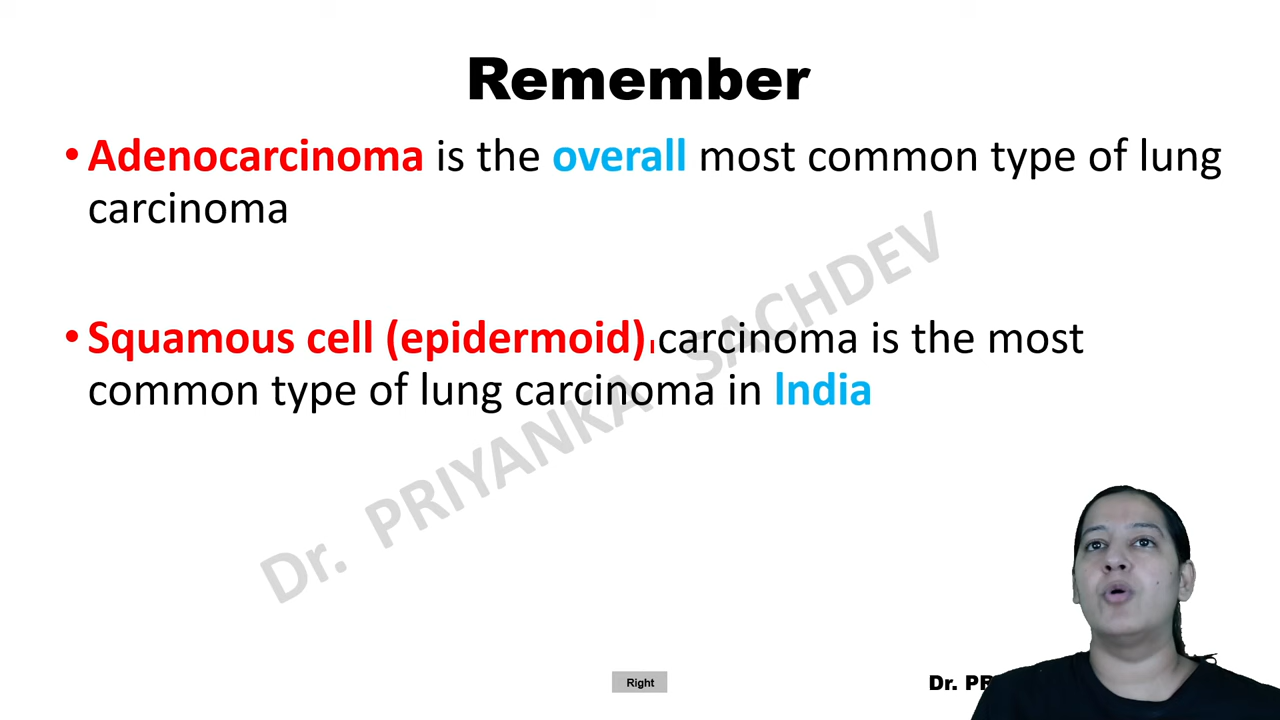 Remember
• Adenocarcinoma is the overall most common type of lung
carcinoma
• Squamous cell (epidermoid) carcinoma is the most
common type of lung carcinoma in India
Dr. PRIYANKA SACHDEV
Right
Dr.